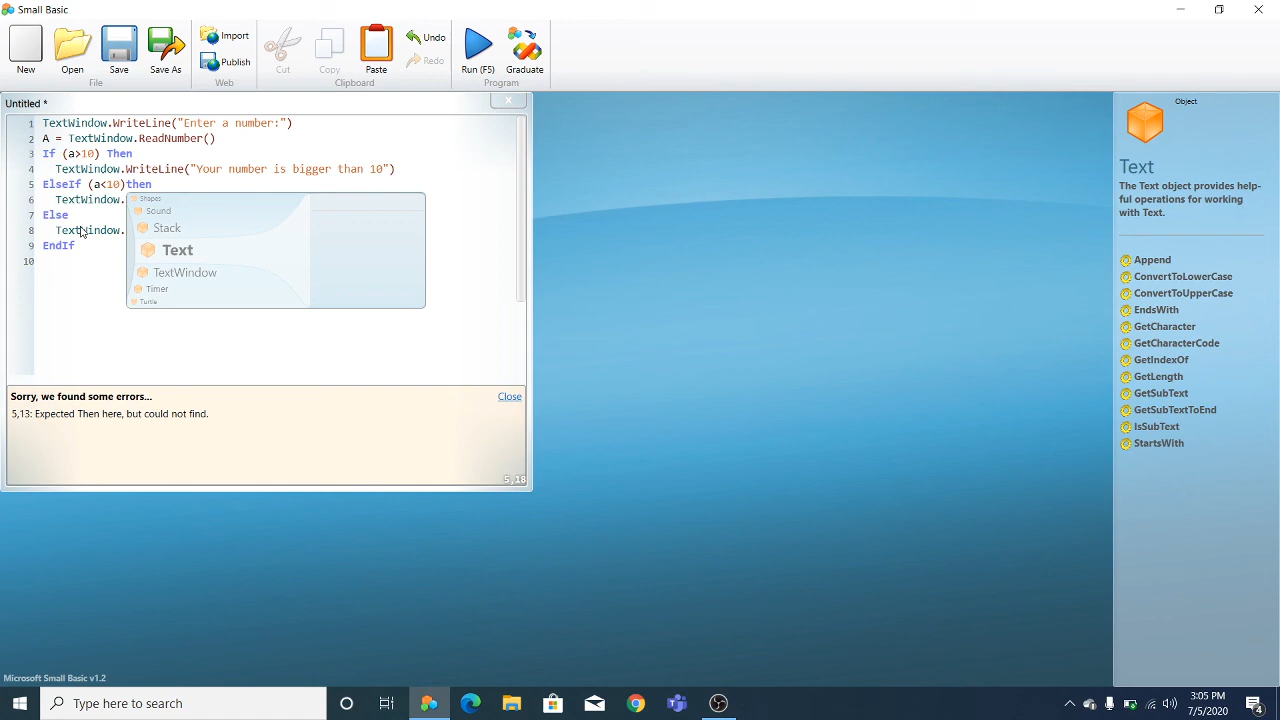 Small Basic
New
Open
Save
Save As
Import
Publish
Cut
Copy
Paste
Undo
Redo
Run (F5)
Graduate
File
Web
Clipboard
Program
Untitled *
1 TextWindow.WriteLine("Enter a number:")
2 A = TextWindow.ReadNumber()
3 If (a>10) Then
4 TextWindow.WriteLine("Your number is bigger than 10")
5 ElseIf (a<10)then
6 TextWindow.
7 Else
8 TextWindow.
9 EndIf
10
Shapes
Sound
Stack
Text
TextWindow
Timer
Turtle
Sorry, we found some errors...
Close
5,13: Expected Then here, but could not find.
5,18
Object
Text
The Text object provides help-
ful operations for working
with Text.
Append
ConvertToLowerCase
ConvertToUpperCase
EndsWith
GetCharacter
GetCharacterCode
GetIndexOf
GetLength
GetSubText
GetSubTextToEnd
IsSubText
StartsWith
Microsoft Small Basic v1.2
Type here to search
3:05 PM
7/5/2020
4